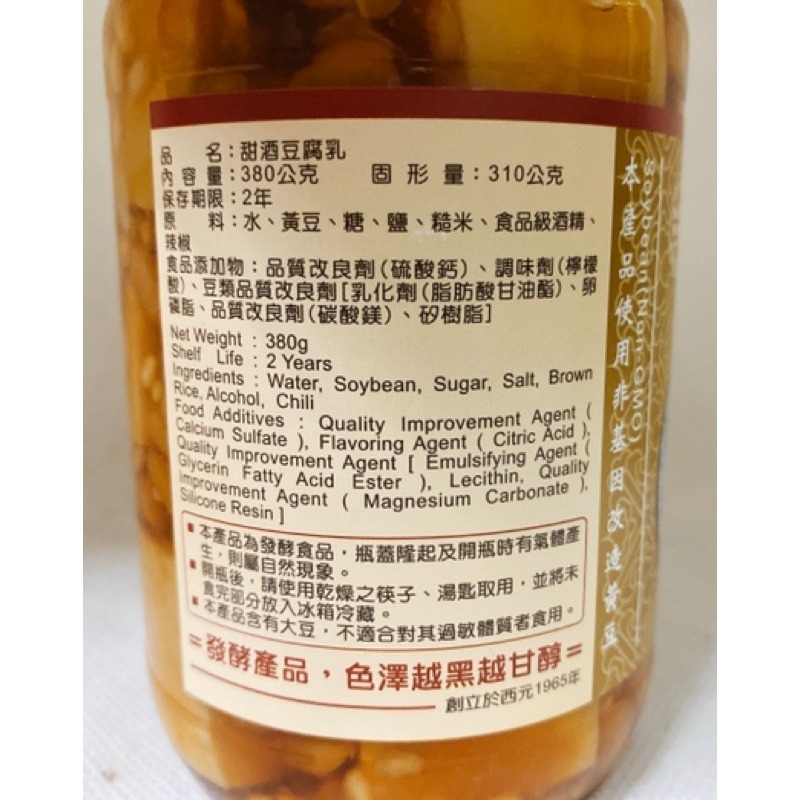 品 名：甜酒豆腐乳
內 容 量：380公克 固 形 量：310公克
保存期限：2年
原 料：水、黃豆、糖、鹽、糙米、食品級酒精、
辣椒
食品添加物：品質改良劑(硫酸鈣)、調味劑(檸檬
酸)、豆類品質改良劑[乳化劑(脂肪酸甘油酯)、卵
磷脂、品質改良劑(碳酸鎂)、矽樹脂]
Net Weight : 380g
Shelf Life : 2 Years
Ingredients : Water, Soybean, Sugar, Salt, Brown
Rice, Alcohol, Chili
Food Additives : Quality Improvement Agent (
Calcium Sulfate ), Flavoring Agent ( Citric Acid ),
Quality Improvement Agent [ Emulsifying Agent (
Glycerin Fatty Acid Ester ), Lecithin, Quality
Improvement Agent ( Magnesium Carbonate ),
Silicone Resin ]
本產品為發酵食品，瓶蓋隆起及開瓶時有氣體產
生，則屬自然現象。
開瓶後，請使用乾燥之筷子、湯匙取用，並將未
食完部分放入冰箱冷藏。
本產品含有大豆，不適合對其過敏體質者食用。
=發酵產品，色澤越黑越甘醇=
創立於西元1965年
本產品使用非基因改造黃豆
Soybean(Non-GMO)